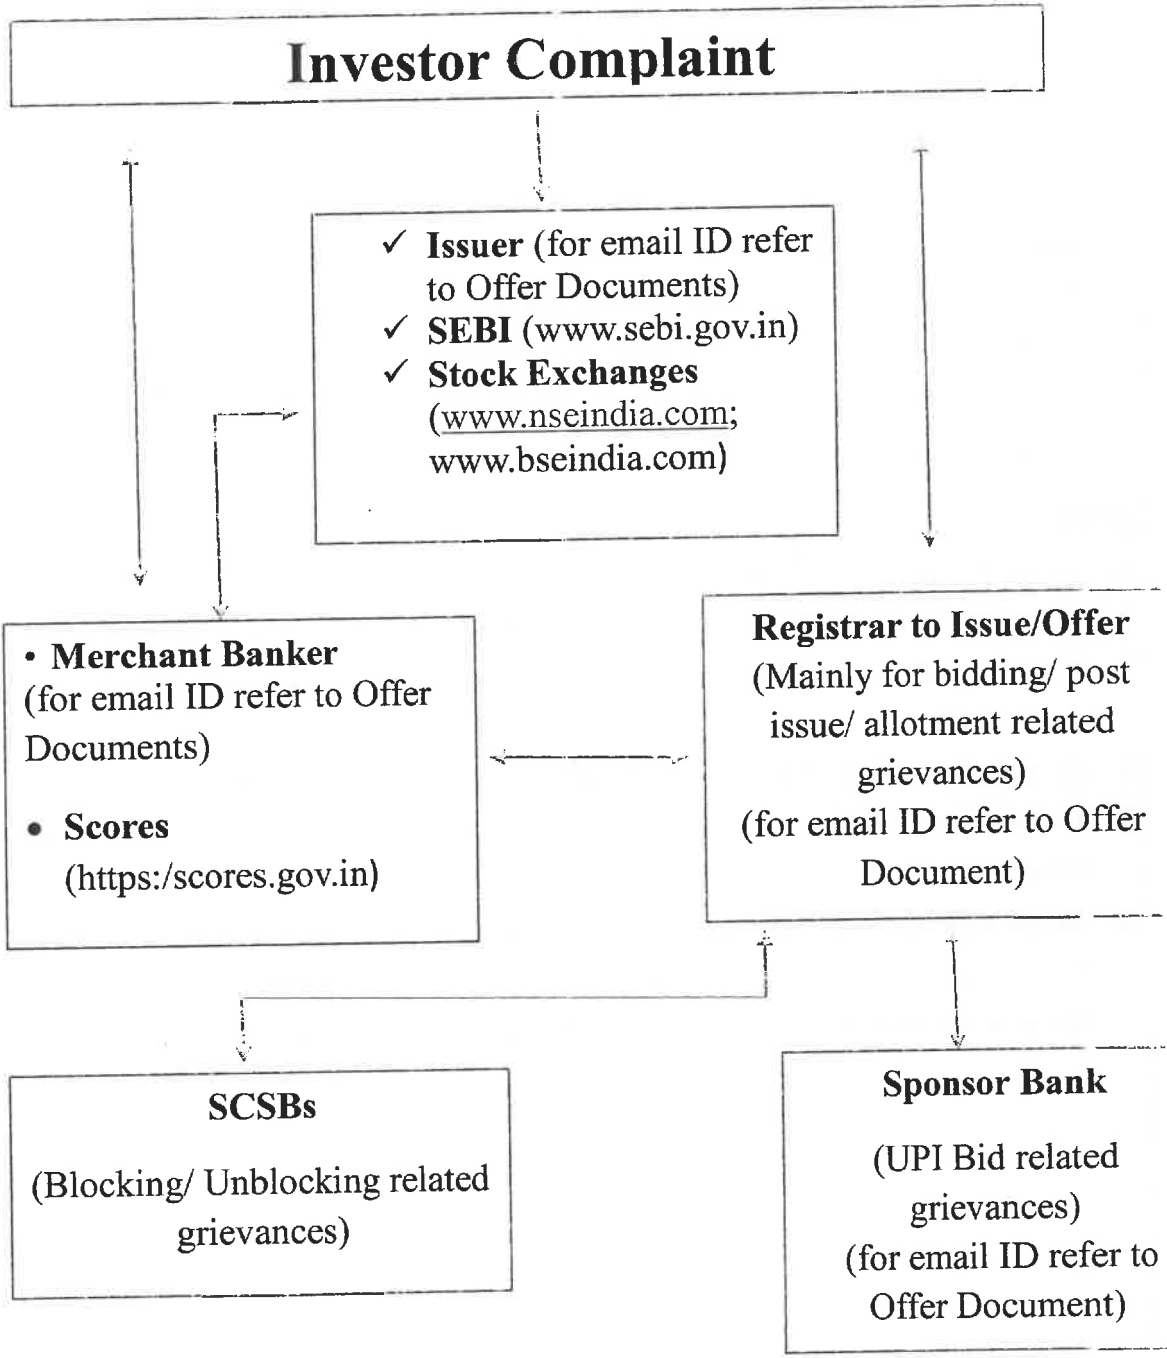 Investor Complaint
✓ Issuer (for email ID refer
to Offer Documents)
✓ SEBI (www.sebi.gov.in)
✓ Stock Exchanges
(www.nseindia.com;
www.bseindia.com)
• Merchant Banker
(for email ID refer to Offer
Documents)
• Scores
(https:/scores.gov.in)
Registrar to Issue/Offer
(Mainly for bidding/ post
issue/ allotment related
grievances)
(for email ID refer to Offer
Document)
SCSBs
(Blocking/ Unblocking related
grievances)
Sponsor Bank
(UPI Bid related
grievances)
(for email ID refer to
Offer Document)